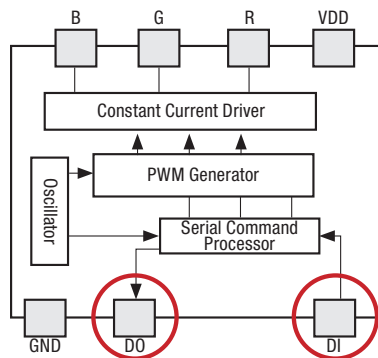 B G R VDD
Constant Current Driver
PWM Generator
Oscillator
Serial Command
Processor
GND DO DI